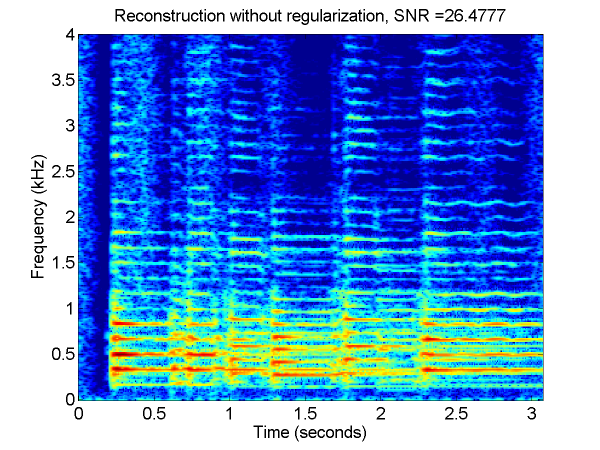 Reconstruction without regularization, SNR =26.4777
4
3.5
3
2.5
2
1.5
1
0.5
0
Frequency (kHz)
0 0.5 1 1.5 2 2.5 3
Time (seconds)